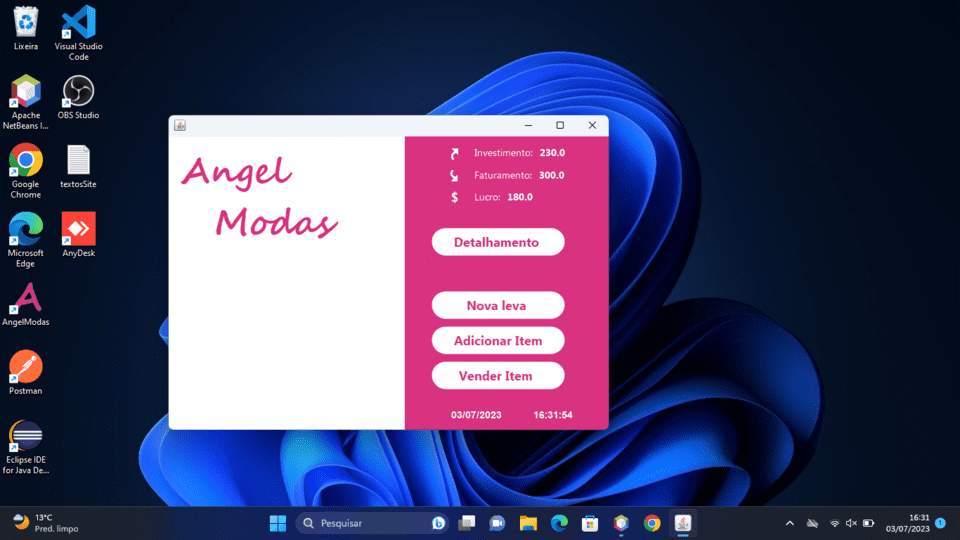 Lixeira
Visual Studio
Code
Apache
NetBeans I...
OBS Studio
Google
Chrome
textosSite
Microsoft
Edge
AnyDesk
AngelModas
Postman
Eclipse IDE
for Java De...
Angel
Modas
Investimento: 230.0
Faturamento: 300.0
$ Lucro: 180.0
Detalhamento
Nova leva
Adicionar Item
Vender Item
03/07/2023 16:31:54
13°C
Pred. limpo
Pesquisar
16:31
03/07/2023
1